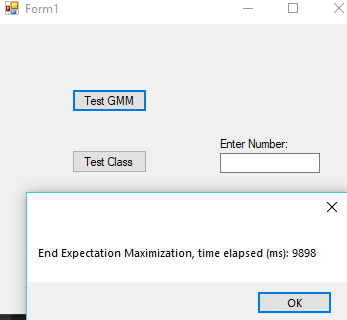 Form1
Test GMM
Enter Number:
Test Class
End Expectation Maximization, time elapsed (ms): 9898
OK